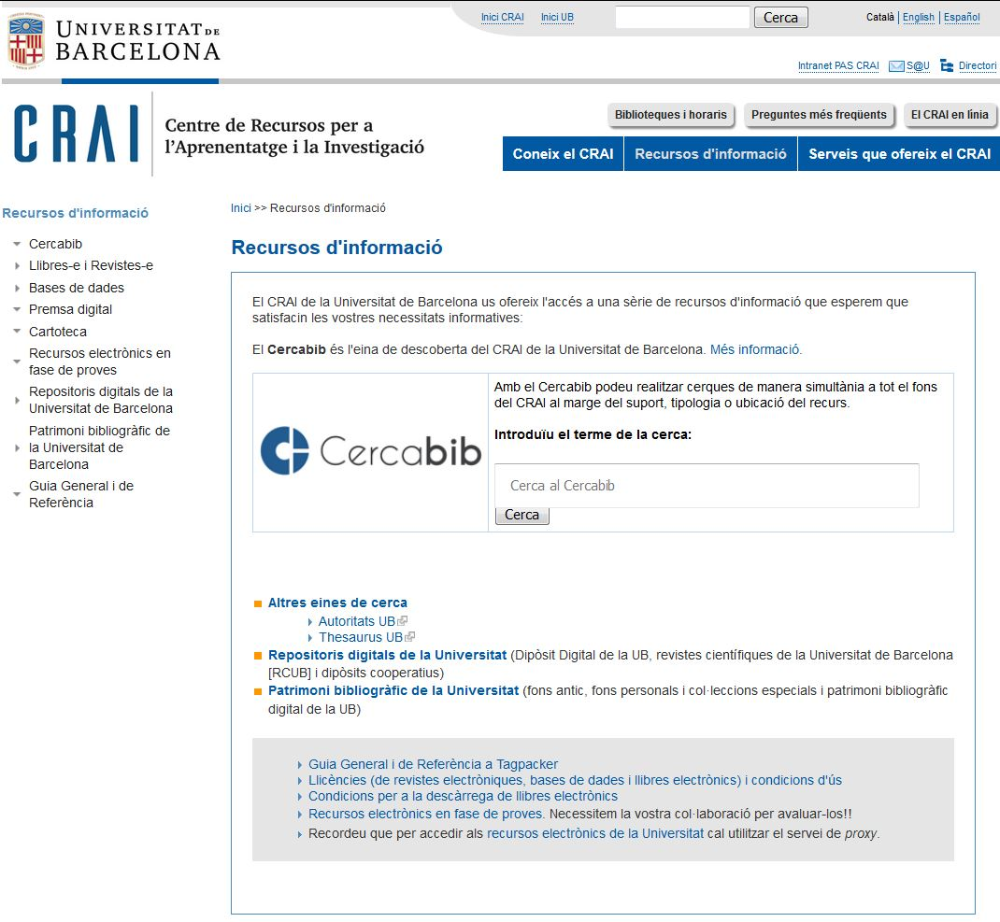 Inici CRAI Inici UB Cerca Català English Español
UNIVERSITAT DE
BARCELONA
Intranet PAS CRAI S@U Directori
CRAI
Centre de Recursos per a
l'Aprenentatge i la Investigació
Biblioteques i horaris Preguntes més freqüents El CRAI en línia
Coneix el CRAI Recursos d'informació Serveis que ofereix el CRAI
Recursos d'informació
Cercabib
Llibres-e i Revistes-e
Bases de dades
Premsa digital
Cartoteca
Recursos electrònics en
fase de proves
Repositoris digitals de la
Universitat de Barcelona
Patrimoni bibliogràfic de
la Universitat de
Barcelona
Guia General i de
Referència
Inici >> Recursos d'informació
Recursos d'informació
El CRAI de la Universitat de Barcelona us ofereix l'accés a una sèrie de recursos d'informació que esperem que
satisfacin les vostres necessitats informatives:
El Cercabib és l'eina de descoberta del CRAI de la Universitat de Barcelona. Més informació.
Cercabib
Amb el Cercabib podeu realitzar cerques de manera simultània a tot el fons
del CRAI al marge del suport, tipologia o ubicació del recurs.
Introduïu el terme de la cerca:
Cerca al Cercabib
Cerca
Altres eines de cerca
Autoritats UB
Thesaurus UB
Repositoris digitals de la Universitat (Dipòsit Digital de la UB, revistes científiques de la Universitat de Barcelona
[RCUB] i dipòsits cooperatius)
Patrimoni bibliogràfic de la Universitat (fons antic, fons personals i col·leccions especials i patrimoni bibliogràfic
digital de la UB)
Guia General i de Referència a Tagpacker
Llicències (de revistes electròniques, bases de dades i llibres electrònics) i condicions d'ús
Condicions per a la descàrrega de llibres electrònics
Recursos electrònics en fase de proves. Necessitem la vostra col·laboració per avaluar-los!!
Recordeu que per accedir als recursos electrònics de la Universitat cal utilitzar el servei de proxy.